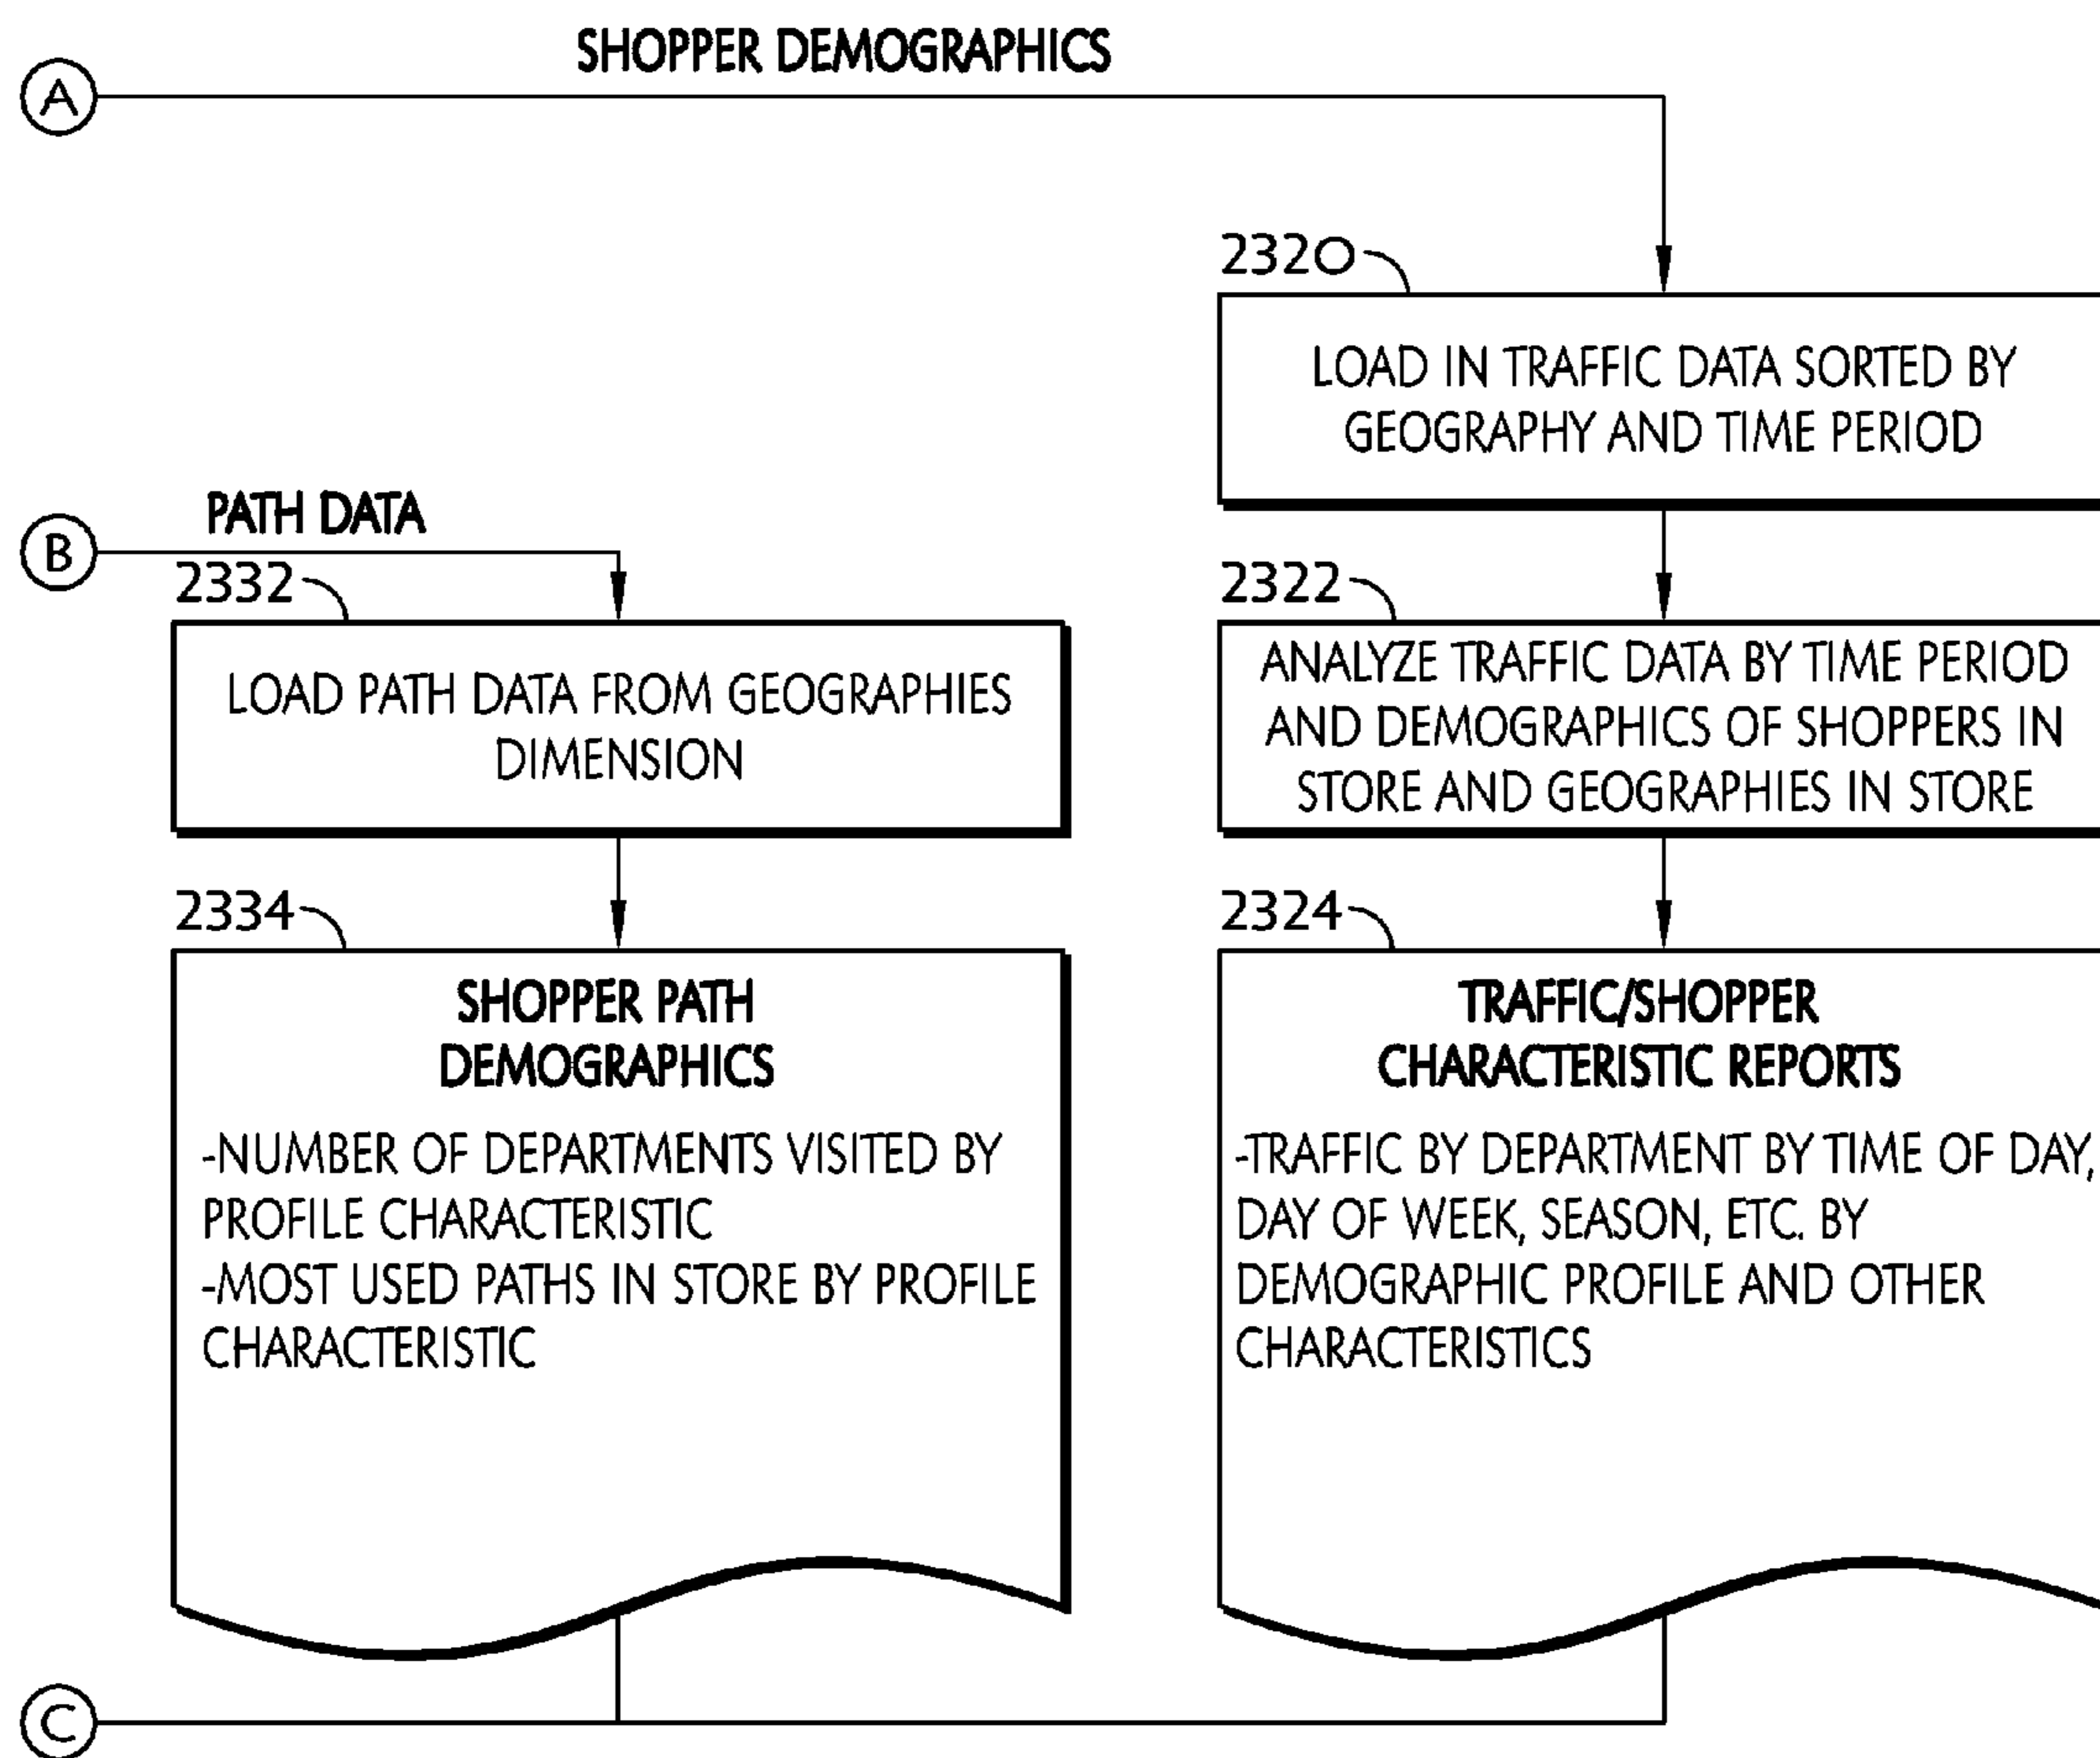 SHOPPER DEMOGRAPHICS
A
2320
LOAD IN TRAFFIC DATA SORTED BY
GEOGRAPHY AND TIME PERIOD
PATH DATA
B
2332
LOAD PATH DATA FROM GEOGRAPHIES
DIMENSION
2322
ANALYZE TRAFFIC DATA BY TIME PERIOD
AND DEMOGRAPHICS OF SHOPPERS IN
STORE AND GEOGRAPHIES IN STORE
2334
SHOPPER PATH
DEMOGRAPHICS
-NUMBER OF DEPARTMENTS VISITED BY
PROFILE CHARACTERISTIC
-MOST USED PATHS IN STORE BY PROFILE
CHARACTERISTIC
2324
TRAFFIC/SHOPPER
CHARACTERISTIC REPORTS
-TRAFFIC BY DEPARTMENT BY TIME OF DAY,
DAY OF WEEK, SEASON, ETC. BY
DEMOGRAPHIC PROFILE AND OTHER
CHARACTERISTICS
C